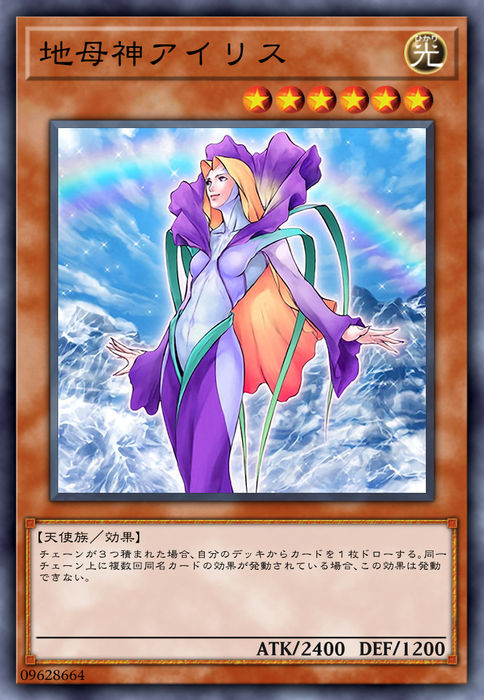 地母神アイリス
ひかり
光
【天使族／効果】
チェーンが３つ積まれた場合、自分のデッキからカードを１枚ドローする。同一
チェーン上に複数回同名カードの効果が発動されている場合、この効果は発動
できない。
ATK/2400 DEF/1200
09628664